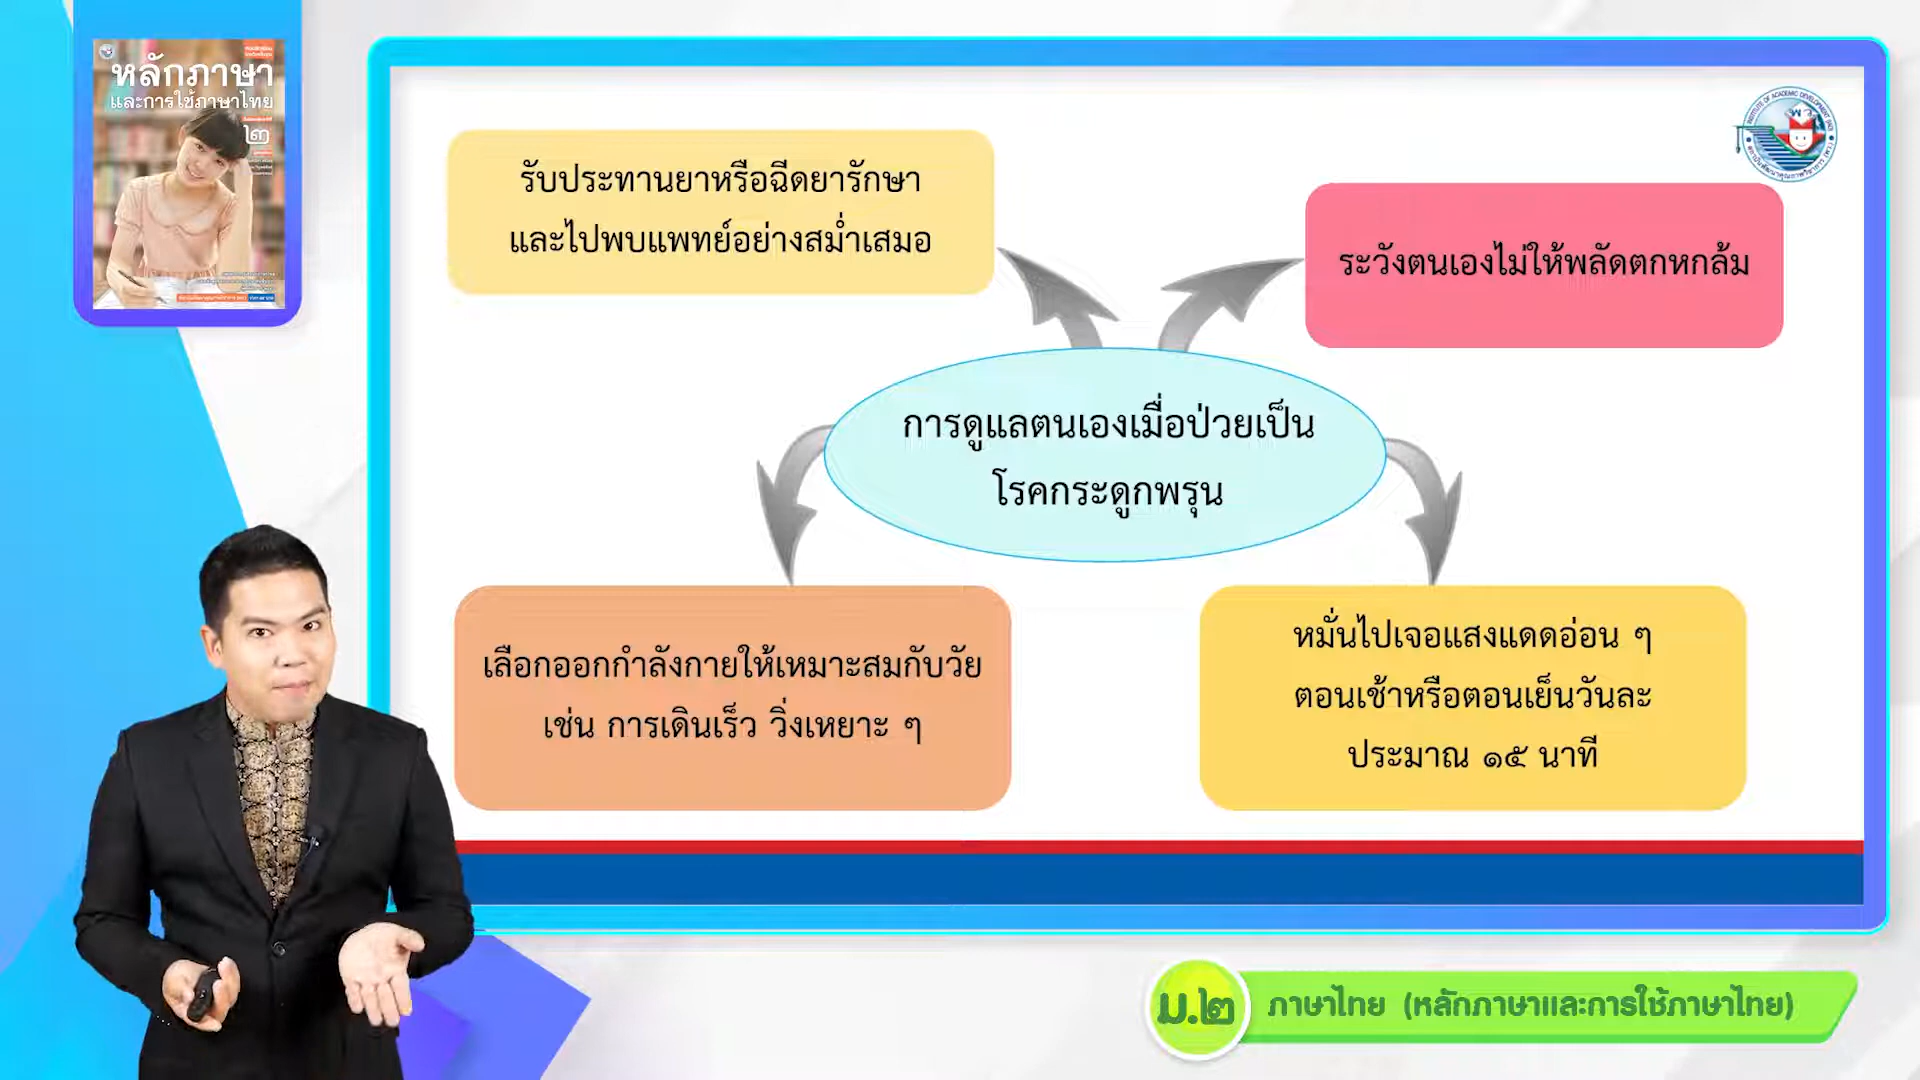 หลักภาษา
และการใช้ภาษาไทย
๒
รับประทานยาหรือฉีดยารักษา
และไปพบแพทย์อย่างสม่ำเสมอ
ระวังตนเองไม่ให้พลัดตกหกล้ม
การดูแลตนเองเมื่อป่วยเป็น
โรคกระดูกพรุน
เลือกออกกำลังกายให้เหมาะสมกับวัย
เช่น การเดินเร็ว วิ่งเหยาะ ๆ
หมั่นไปเจอแสงแดดอ่อน ๆ
ตอนเช้าหรือตอนเย็นวันละ
ประมาณ ๑๕ นาที
ม.๒
ภาษาไทย (หลักภาษาและการใช้ภาษาไทย)